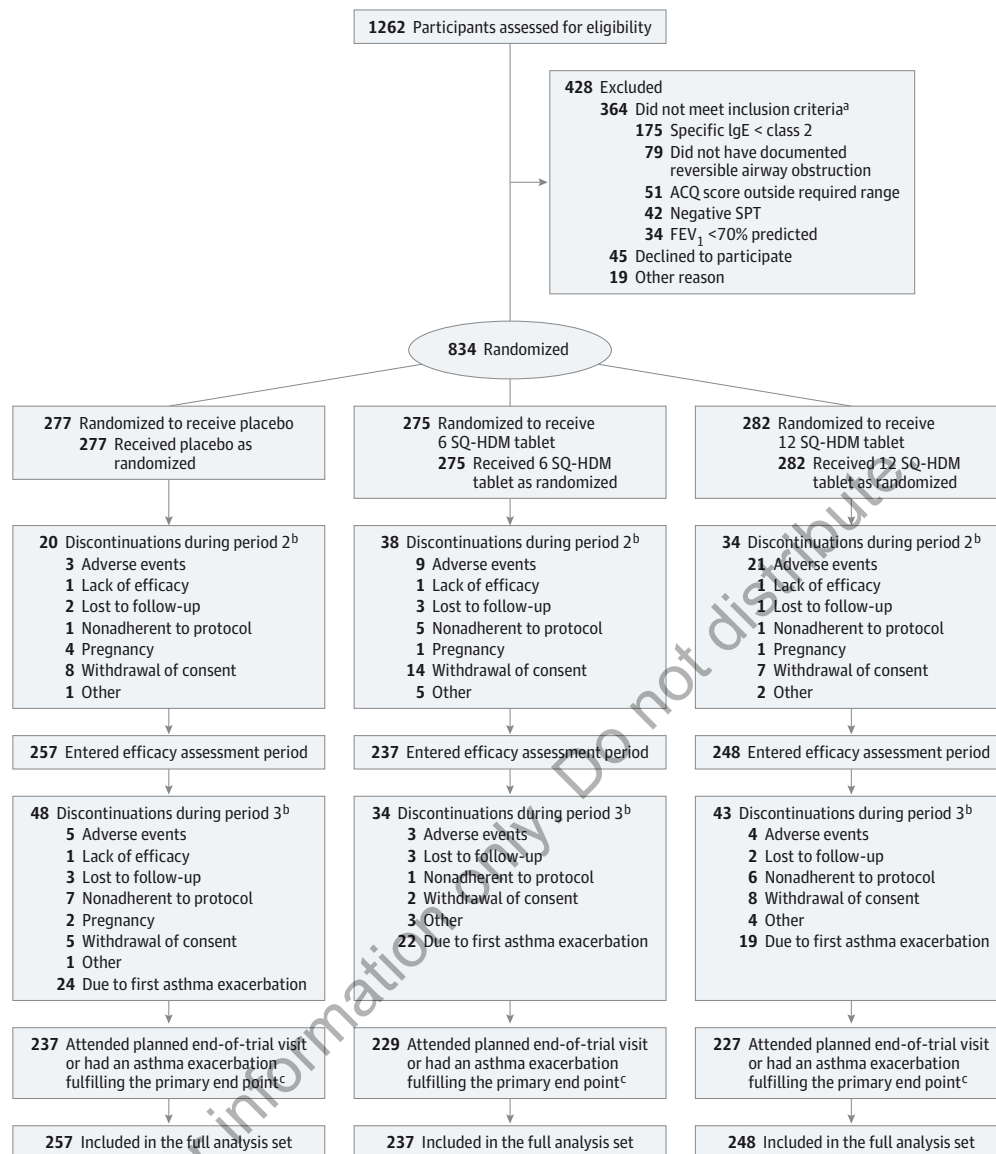 1262 Participants assessed for eligibility
428 Excluded
364 Did not meet inclusion criteriaᵃ
175 Specific IgE < class 2
79 Did not have documented
reversible airway obstruction
51 ACQ score outside required range
42 Negative SPT
34 FEV₁ <70% predicted
45 Declined to participate
19 Other reason
834 Randomized
277 Randomized to receive placebo
277 Received placebo as
randomized
275 Randomized to receive
6 SQ-HDM tablet
275 Received 6 SQ-HDM
tablet as randomized
282 Randomized to receive
12 SQ-HDM tablet
282 Received 12 SQ-HDM
tablet as randomized
20 Discontinuations during period 2ᵇ
3 Adverse events
1 Lack of efficacy
2 Lost to follow-up
1 Nonadherent to protocol
4 Pregnancy
8 Withdrawal of consent
1 Other
38 Discontinuations during period 2ᵇ
9 Adverse events
1 Lack of efficacy
3 Lost to follow-up
5 Nonadherent to protocol
1 Pregnancy
14 Withdrawal of consent
5 Other
34 Discontinuations during period 2ᵇ
21 Adverse events
1 Lack of efficacy
1 Lost to follow-up
1 Nonadherent to protocol
1 Pregnancy
7 Withdrawal of consent
2 Other
257 Entered efficacy assessment period
237 Entered efficacy assessment period
248 Entered efficacy assessment period
48 Discontinuations during period 3ᵇ
5 Adverse events
1 Lack of efficacy
3 Lost to follow-up
7 Nonadherent to protocol
2 Pregnancy
5 Withdrawal of consent
1 Other
24 Due to first asthma exacerbation
34 Discontinuations during period 3ᵇ
3 Adverse events
3 Lost to follow-up
1 Nonadherent to protocol
2 Withdrawal of consent
3 Other
22 Due to first asthma exacerbation
43 Discontinuations during period 3ᵇ
4 Adverse events
2 Lost to follow-up
6 Nonadherent to protocol
8 Withdrawal of consent
4 Other
19 Due to first asthma exacerbation
237 Attended planned end-of-trial visit
or had an asthma exacerbation
fulfilling the primary end pointᶜ
229 Attended planned end-of-trial visit
or had an asthma exacerbation
fulfilling the primary end pointᶜ
227 Attended planned end-of-trial visit
or had an asthma exacerbation
fulfilling the primary end pointᶜ
257 Included in the full analysis set
237 Included in the full analysis set
248 Included in the full analysis set
information only. Do not distribute.